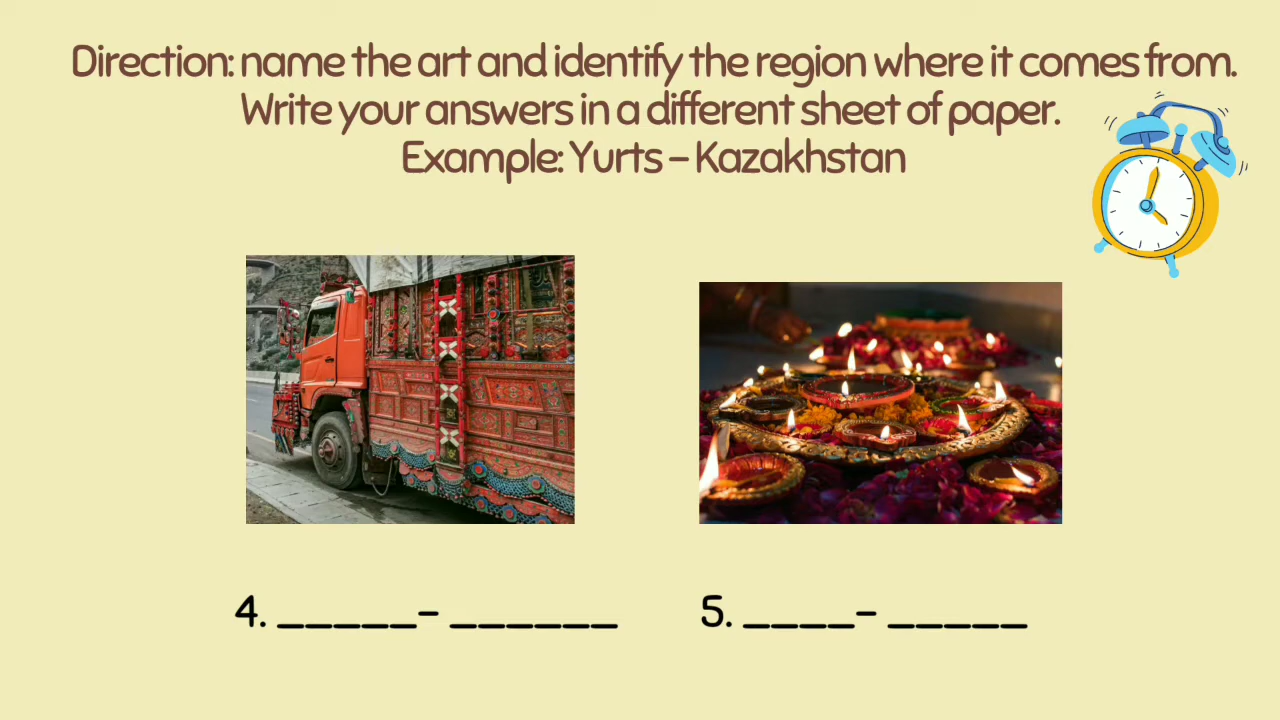 Direction: name the art and identify the region where it comes from.
Write your answers in a different sheet of paper.
Example: Yurts – Kazakhstan
4. _____– ______
5. ____– _____